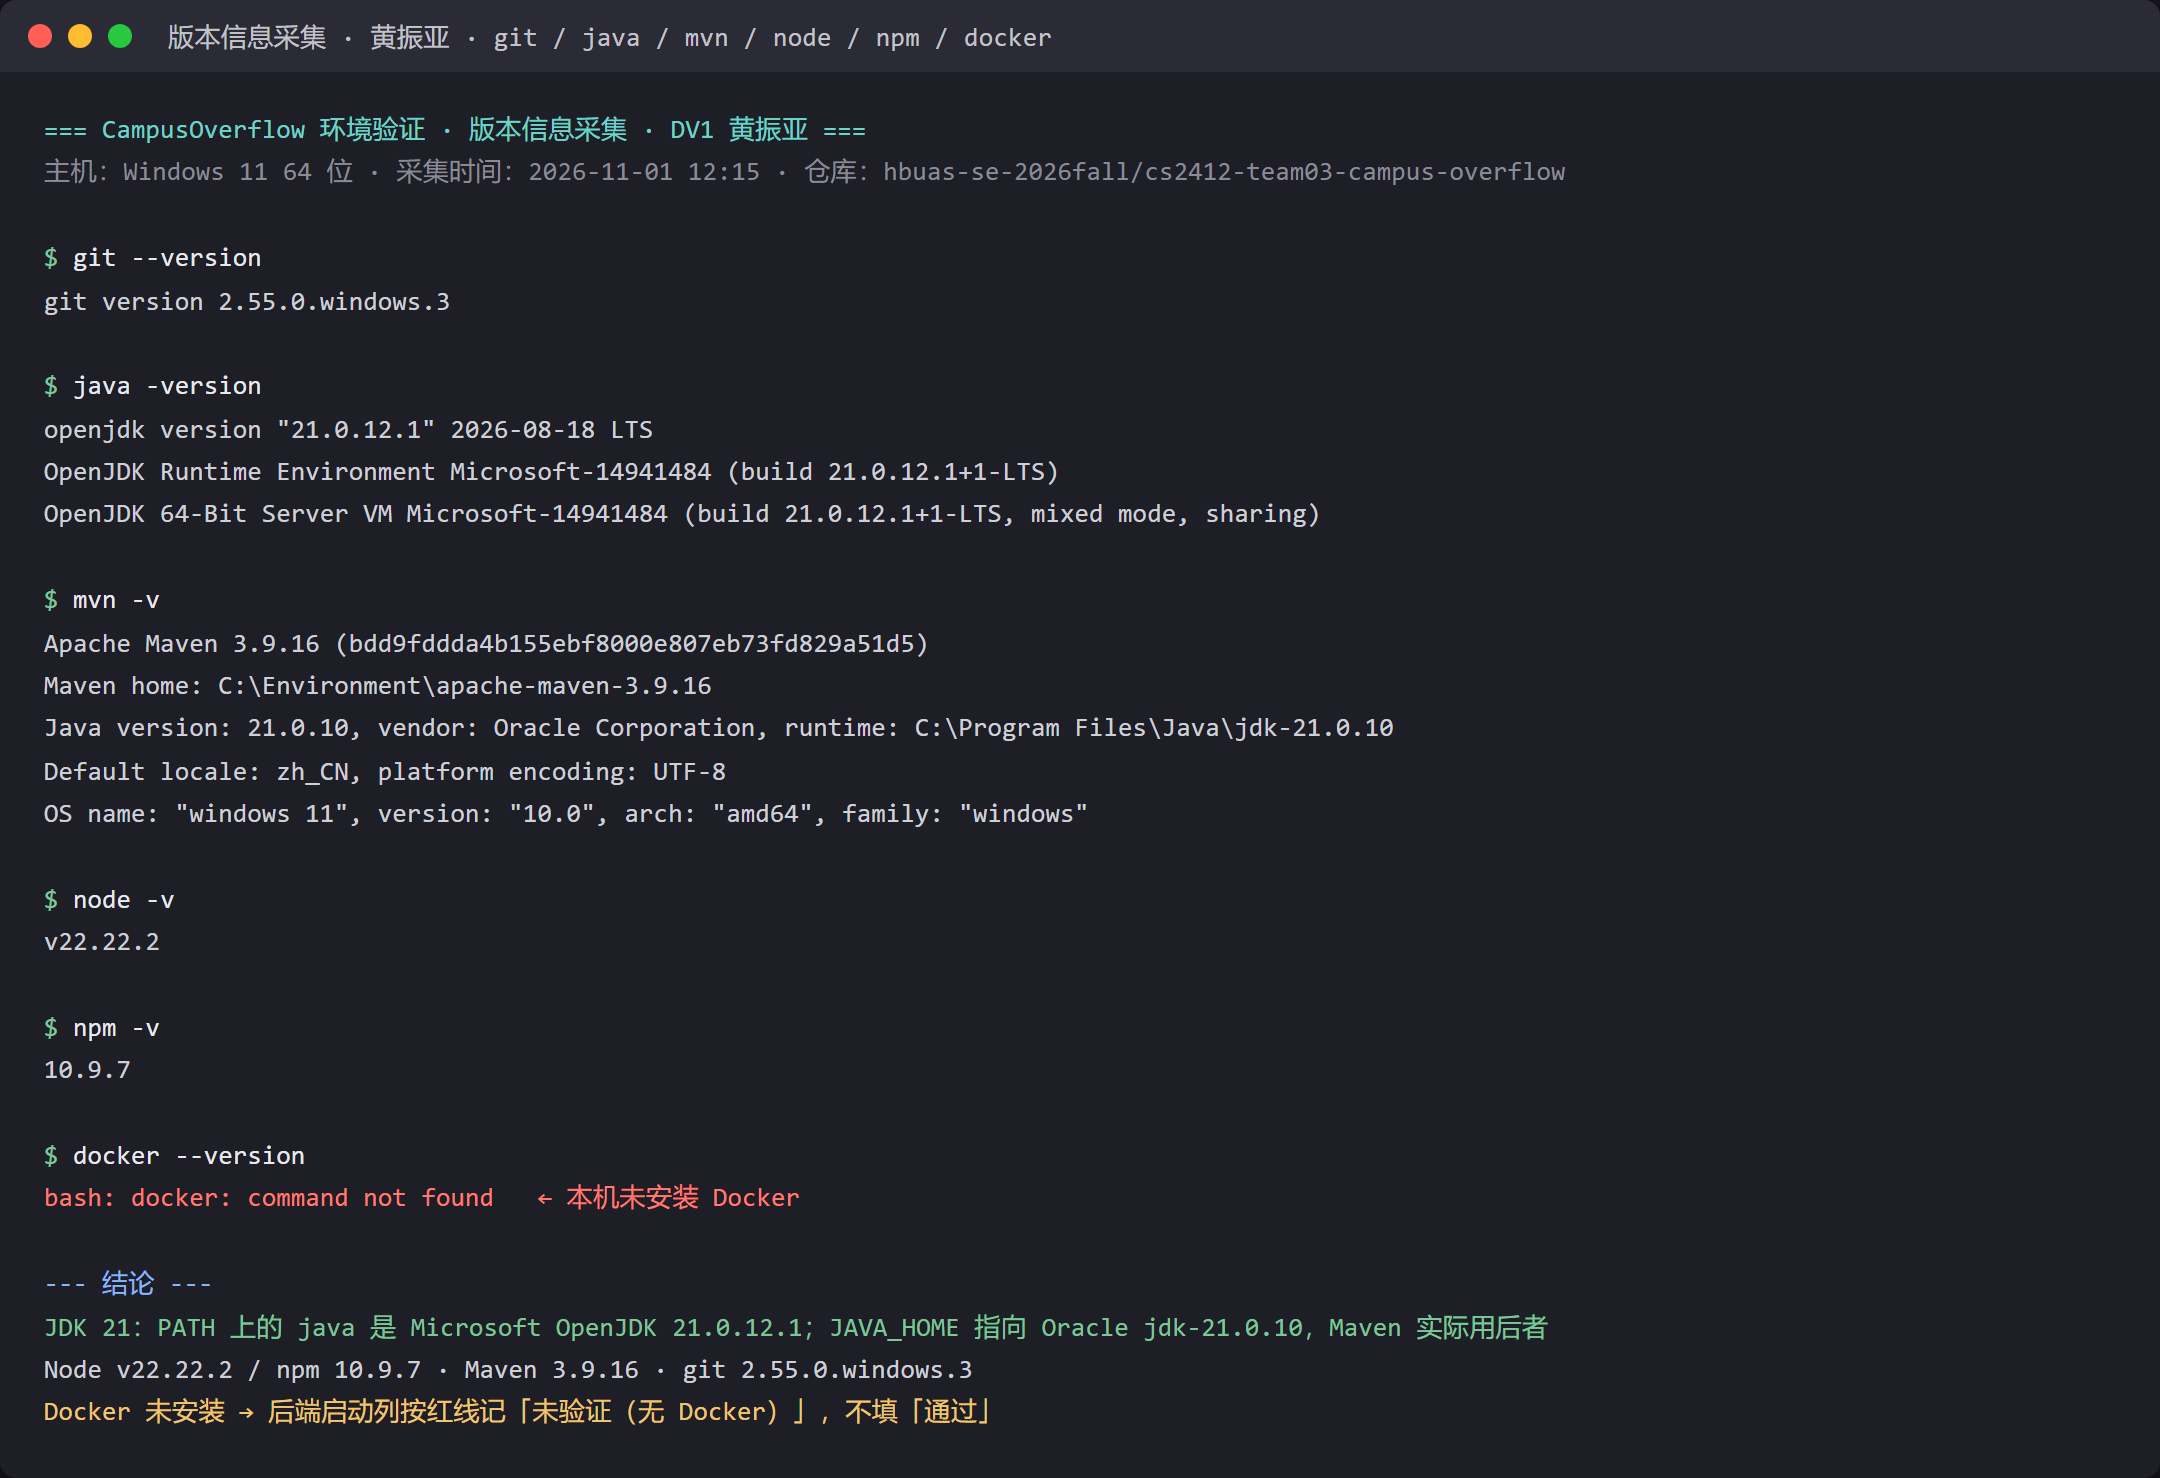 版本信息采集 · 黄振亚 · git / java / mvn / node / npm / docker
=== CampusOverflow 环境验证 · 版本信息采集 · DV1 黄振亚 ===
主机：Windows 11 64 位 · 采集时间：2026-11-01 12:15 · 仓库：hbuas-se-2026fall/cs2412-team03-campus-overflow
$ git --version
git version 2.55.0.windows.3
$ java -version
openjdk version "21.0.12.1" 2026-08-18 LTS
OpenJDK Runtime Environment Microsoft-14941484 (build 21.0.12.1+1-LTS)
OpenJDK 64-Bit Server VM Microsoft-14941484 (build 21.0.12.1+1-LTS, mixed mode, sharing)
$ mvn -v
Apache Maven 3.9.16 (bdd9fddda4b155ebf8000e807eb73fd829a51d5)
Maven home: C:\Environment\apache-maven-3.9.16
Java version: 21.0.10, vendor: Oracle Corporation, runtime: C:\Program Files\Java\jdk-21.0.10
Default locale: zh_CN, platform encoding: UTF-8
OS name: "windows 11", version: "10.0", arch: "amd64", family: "windows"
$ node -v
v22.22.2
$ npm -v
10.9.7
$ docker --version
bash: docker: command not found   ← 本机未安装 Docker
--- 结论 ---
JDK 21：PATH 上的 java 是 Microsoft OpenJDK 21.0.12.1；JAVA_HOME 指向 Oracle jdk-21.0.10，Maven 实际用后者
Node v22.22.2 / npm 10.9.7 · Maven 3.9.16 · git 2.55.0.windows.3
Docker 未安装 → 后端启动列按红线记「未验证（无 Docker）」，不填「通过」